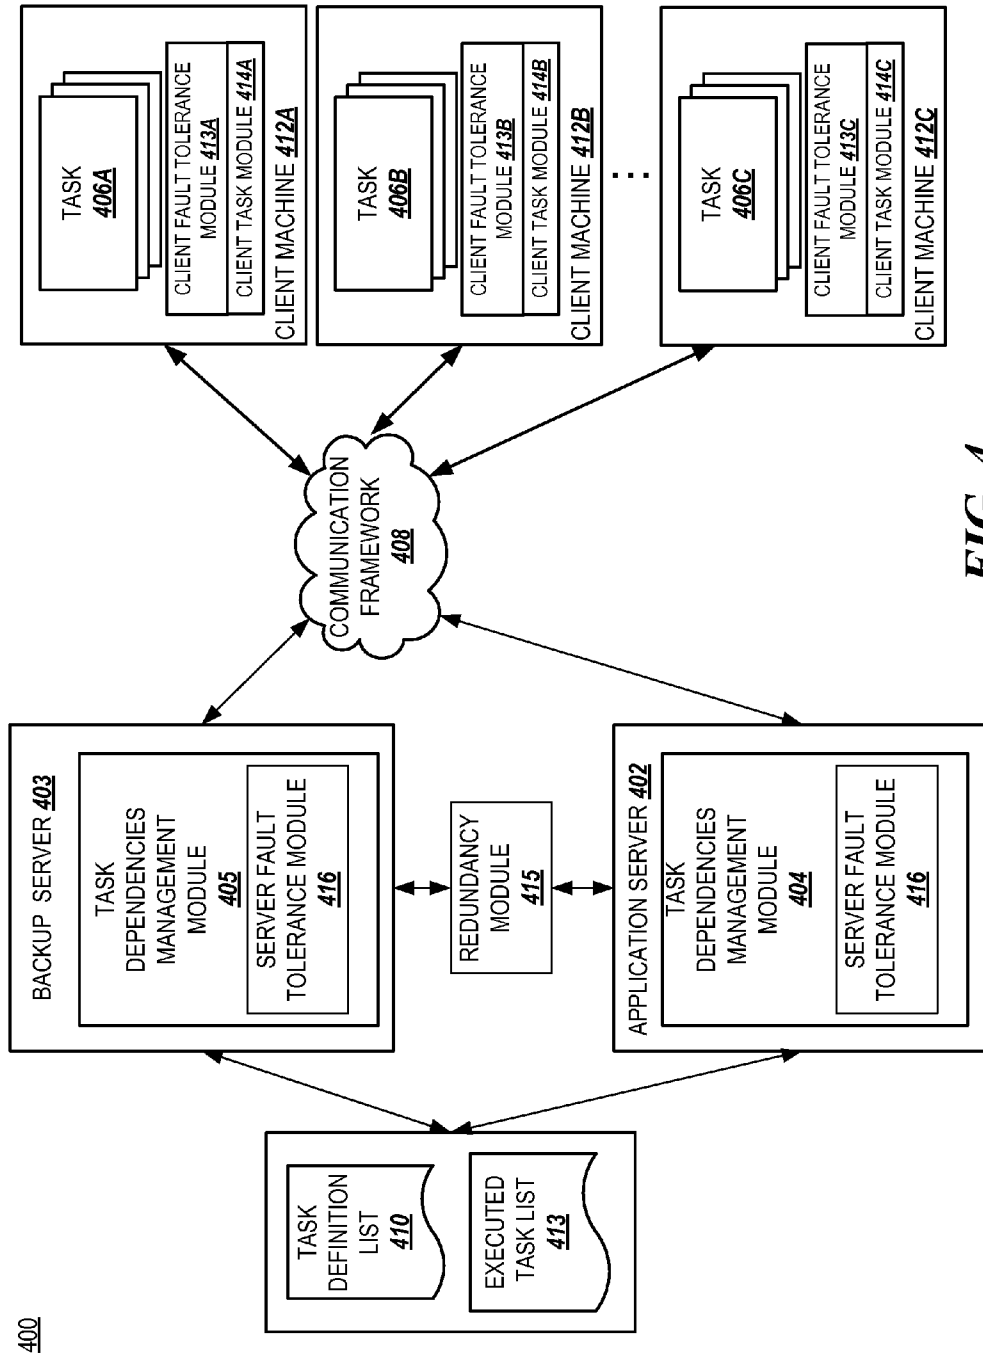 400
TASK
DEFINITION
LIST
410
EXECUTED
TASK LIST
413
BACKUP SERVER 403
TASK
DEPENDENCIES
MANAGEMENT
MODULE
405
SERVER FAULT
TOLERANCE MODULE
416
REDUNDANCY
MODULE
415
APPLICATION SERVER 402
TASK
DEPENDENCIES
MANAGEMENT
MODULE
404
SERVER FAULT
TOLERANCE MODULE
416
COMMUNICATION
FRAMEWORK
408
TASK
406A
CLIENT FAULT TOLERANCE
MODULE 413A
CLIENT TASK MODULE 414A
CLIENT MACHINE 412A
TASK
406B
CLIENT FAULT TOLERANCE
MODULE 413B
CLIENT TASK MODULE 414B
CLIENT MACHINE 412B
...
TASK
406C
CLIENT FAULT TOLERANCE
MODULE 413C
CLIENT TASK MODULE 414C
CLIENT MACHINE 412C
FIG. 4